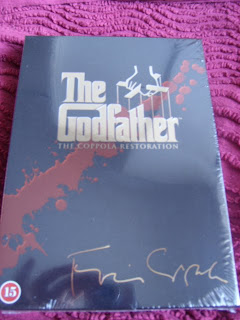 The
Godfather
THE COPPOLA RESTORATION
15